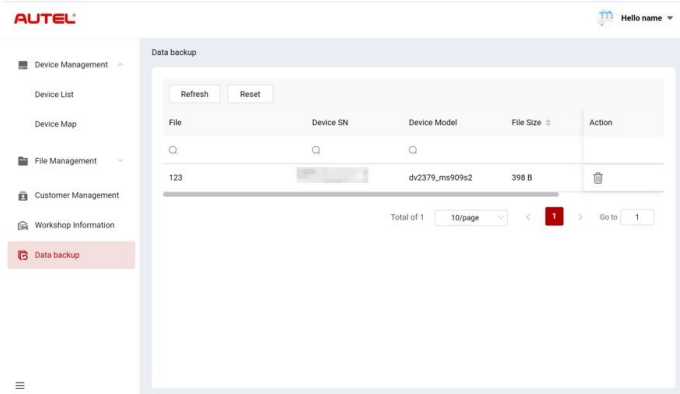 AUTEL
Hello name
Device Management
Device List
Device Map
File Management
Customer Management
Workshop Information
Data backup
Data backup
Refresh Reset
File Device SN Device Model File Size Action
123 dv2379_ms909s2 398 B
Total of 1 10/page 1 Go to 1